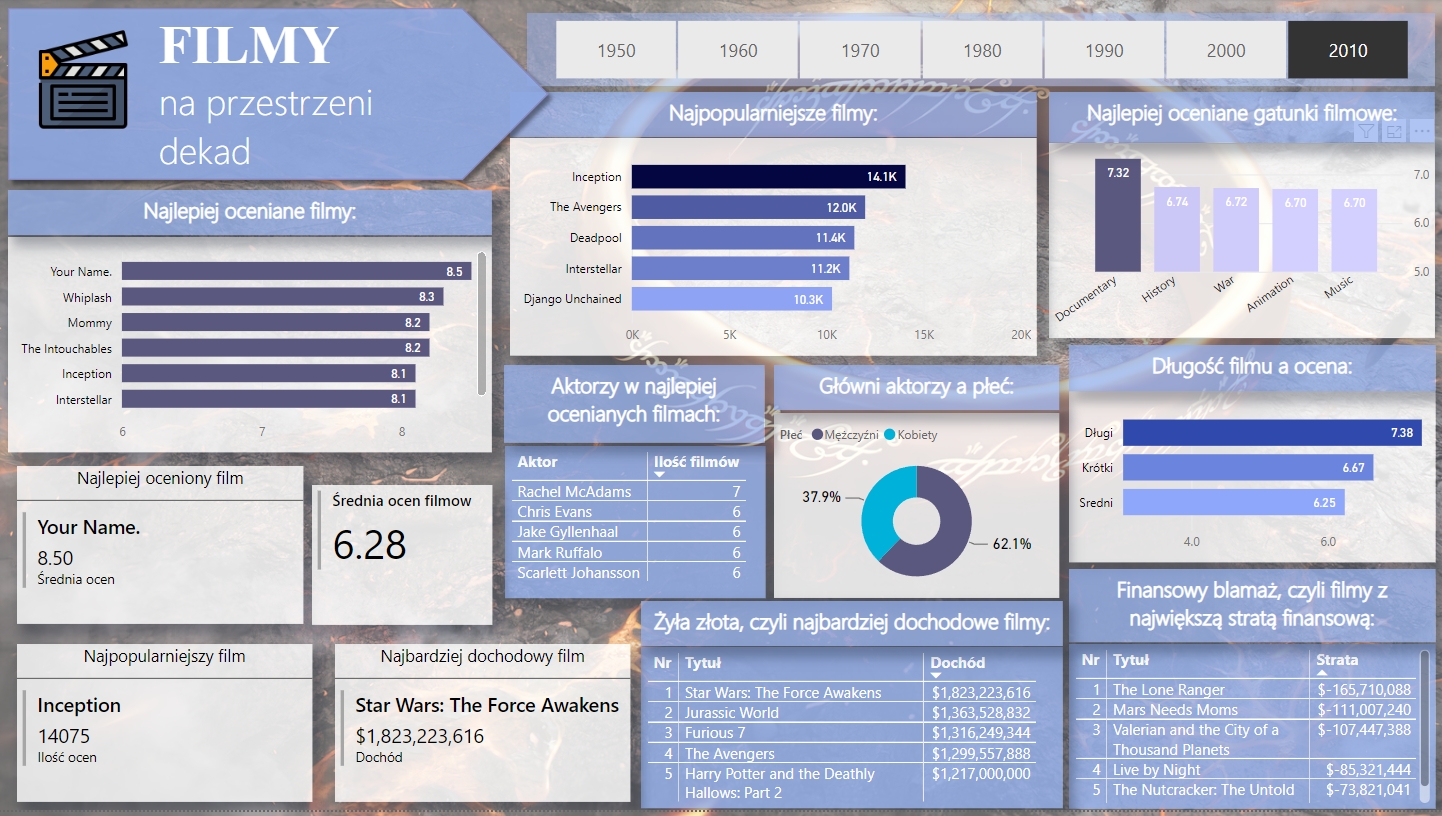 FILMY
na przestrzeni
dekad
1950 1960 1970 1980 1990 2000 2010
Najlepiej oceniane filmy:
Your Name. 8.5
Whiplash 8.3
Mommy 8.2
The Intouchables 8.2
Inception 8.1
Interstellar 8.1
6 7 8
Najpopularniejsze filmy:
Inception 14.1K
The Avengers 12.0K
Deadpool 11.4K
Interstellar 11.2K
Django Unchained 10.3K
0K 5K 10K 15K 20K
Najlepiej oceniane gatunki filmowe:
7.32 6.74 6.72 6.70 6.70
7.0
6.0
5.0
Documentary History War Animation Music
Aktorzy w najlepiej
ocenianych filmach:
Aktor Ilość filmów
Rachel McAdams 7
Chris Evans 6
Jake Gyllenhaal 6
Mark Ruffalo 6
Scarlett Johansson 6
Główni aktorzy a płeć:
Płeć Mężczyźni Kobiety
37.9%
62.1%
Długość filmu a ocena:
Długi 7.38
Krótki 6.67
Sredni 6.25
4.0 6.0
Najlepiej oceniony film
Your Name.
8.50
Średnia ocen
Średnia ocen filmow
6.28
Najpopularniejszy film
Inception
14075
Ilość ocen
Najbardziej dochodowy film
Star Wars: The Force Awakens
$1,823,223,616
Dochód
Żyła złota, czyli najbardziej dochodowe filmy:
Nr Tytuł Dochód
1 Star Wars: The Force Awakens $1,823,223,616
2 Jurassic World $1,363,528,832
3 Furious 7 $1,316,249,344
4 The Avengers $1,299,557,888
5 Harry Potter and the Deathly $1,217,000,000
Hallows: Part 2
Finansowy blamaż, czyli filmy z
największą stratą finansową:
Nr Tytuł Strata
1 The Lone Ranger $-165,710,088
2 Mars Needs Moms $-111,007,240
3 Valerian and the City of a $-107,447,388
Thousand Planets
4 Live by Night $-85,321,444
5 The Nutcracker: The Untold $-73,821,041